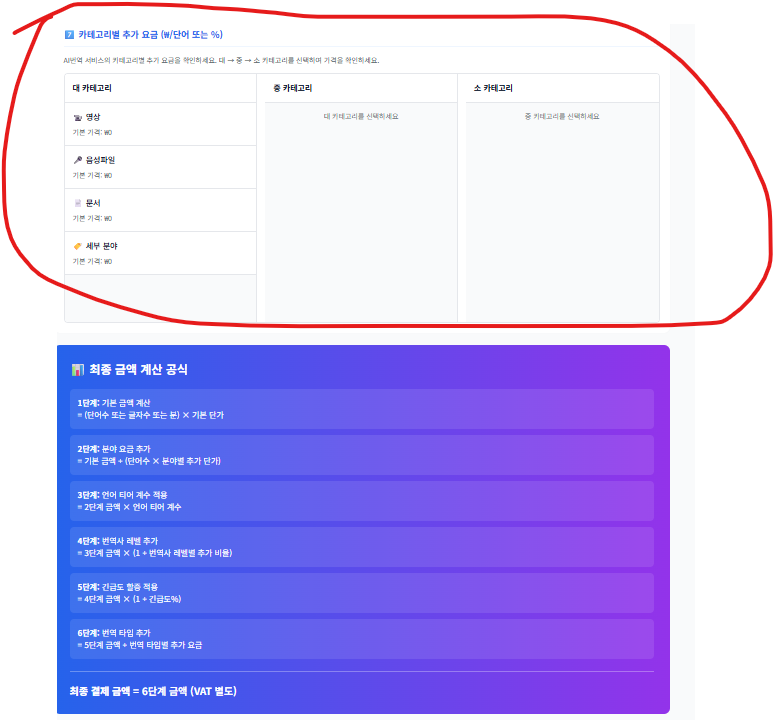 7 카테고리별 추가 요금 (₩/단어 또는 %)
AI번역 서비스의 카테고리별 추가 요금을 확인하세요. 대 → 중 → 소 카테고리를 선택하며 가격을 확인하세요.
대 카테고리
영상
기본 가격: ₩0
음성파일
기본 가격: ₩0
문서
기본 가격: ₩0
세부 분야
기본 가격: ₩0
중 카테고리
대 카테고리를 선택하세요
소 카테고리
중 카테고리를 선택하세요
최종 금액 계산 공식
1단계: 기본 금액 계산
= (단어수 또는 글자수 또는 분) × 기본 단가
2단계: 분야 요금 추가
= 기본 금액 + (단어수 × 분야별 추가 단가)
3단계: 언어 티어 계수 적용
= 2단계 금액 × 언어 티어 계수
4단계: 번역사 레벨 추가
= 3단계 금액 × (1 + 번역사 레벨별 추가 비율)
5단계: 긴급도 할증 적용
= 4단계 금액 × (1 + 긴급도%)
6단계: 번역 타입 추가
= 5단계 금액 + 번역 타입별 추가 요금
최종 결제 금액 = 6단계 금액 (VAT 별도)